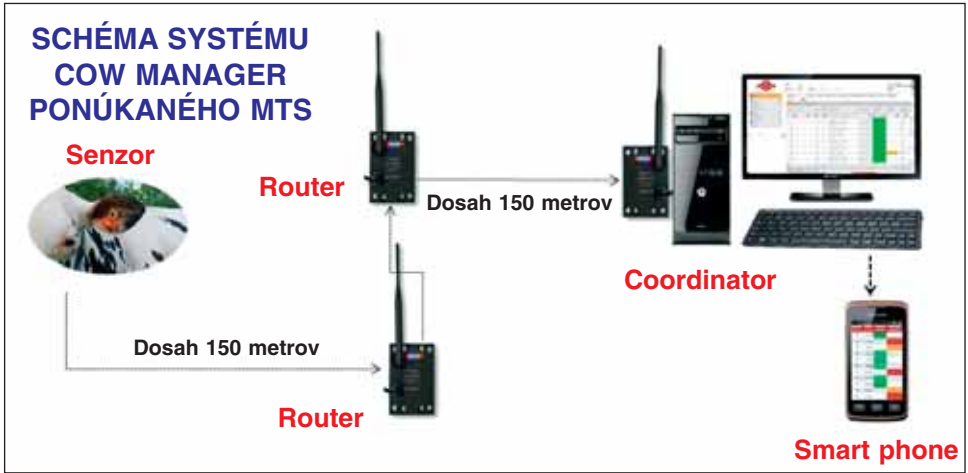 SCHÉMA SYSTÉMU
COW MANAGER
PONÚKANÉHO MTS
Senzor
Router
Dosah 150 metrov
Coordinator
Dosah 150 metrov
Router
Smart phone